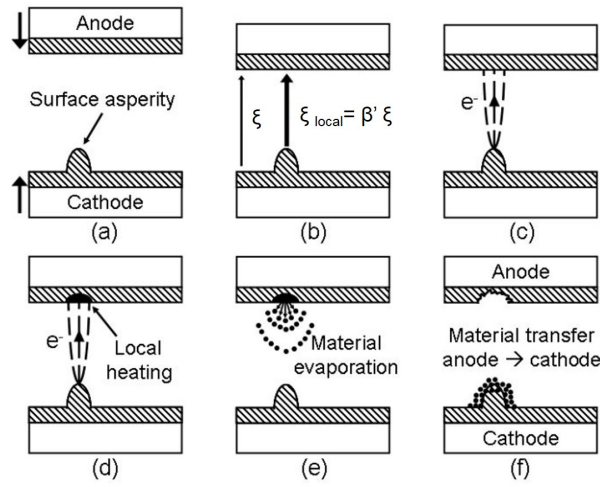 Anode
Surface asperity
Cathode
(a)
ξ
ξ local= β’ ξ
(b)
e-
(c)
e-
Local
heating
(d)
Material
evaporation
(e)
Anode
Material transfer
anode → cathode
Cathode
(f)